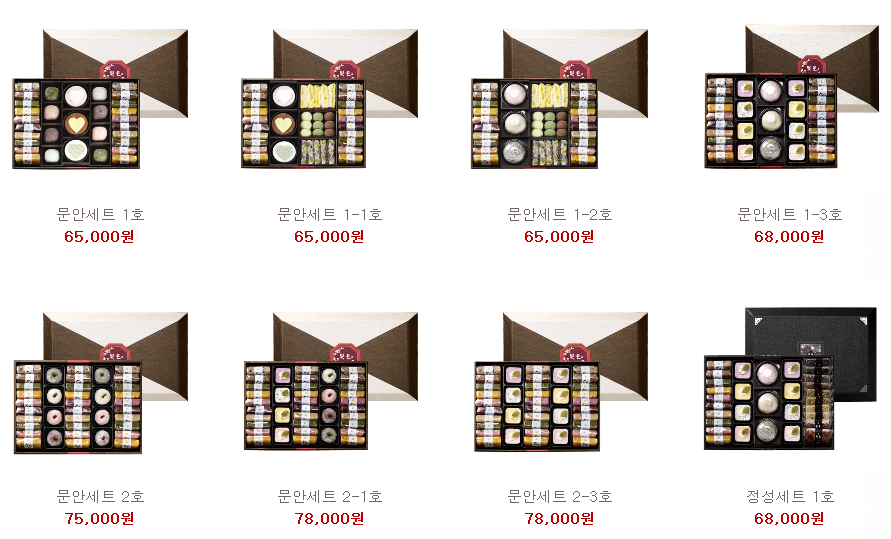 문안세트 1호
65,000원
문안세트 1-1호
65,000원
문안세트 1-2호
65,000원
문안세트 1-3호
68,000원
문안세트 2호
75,000원
문안세트 2-1호
78,000원
문안세트 2-3호
78,000원
정성세트 1호
68,000원